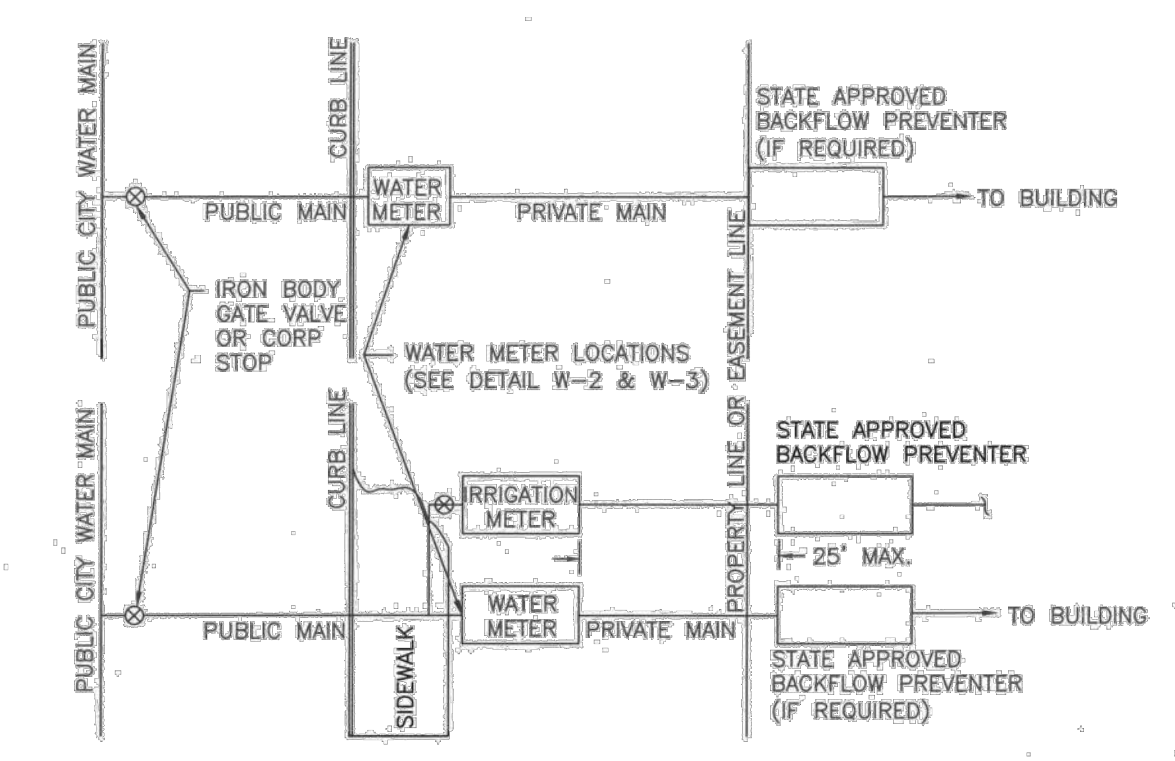 PUBLIC CITY WATER MAIN
CURB LINE
STATE APPROVED
BACKFLOW PREVENTER
(IF REQUIRED)
WATER
METER
PUBLIC MAIN
PRIVATE MAIN
TO BUILDING
IRON BODY
GATE VALVE
OR CORP
STOP
WATER METER LOCATIONS
(SEE DETAIL W-2 & W-3)
PROPERTY LINE OR EASEMENT LINE
PUBLIC CITY WATER MAIN
CURB LINE
STATE APPROVED
BACKFLOW PREVENTER
IRRIGATION
METER
25' MAX.
WATER
METER
PUBLIC MAIN
PRIVATE MAIN
TO BUILDING
SIDEWALK
STATE APPROVED
BACKFLOW PREVENTER
(IF REQUIRED)